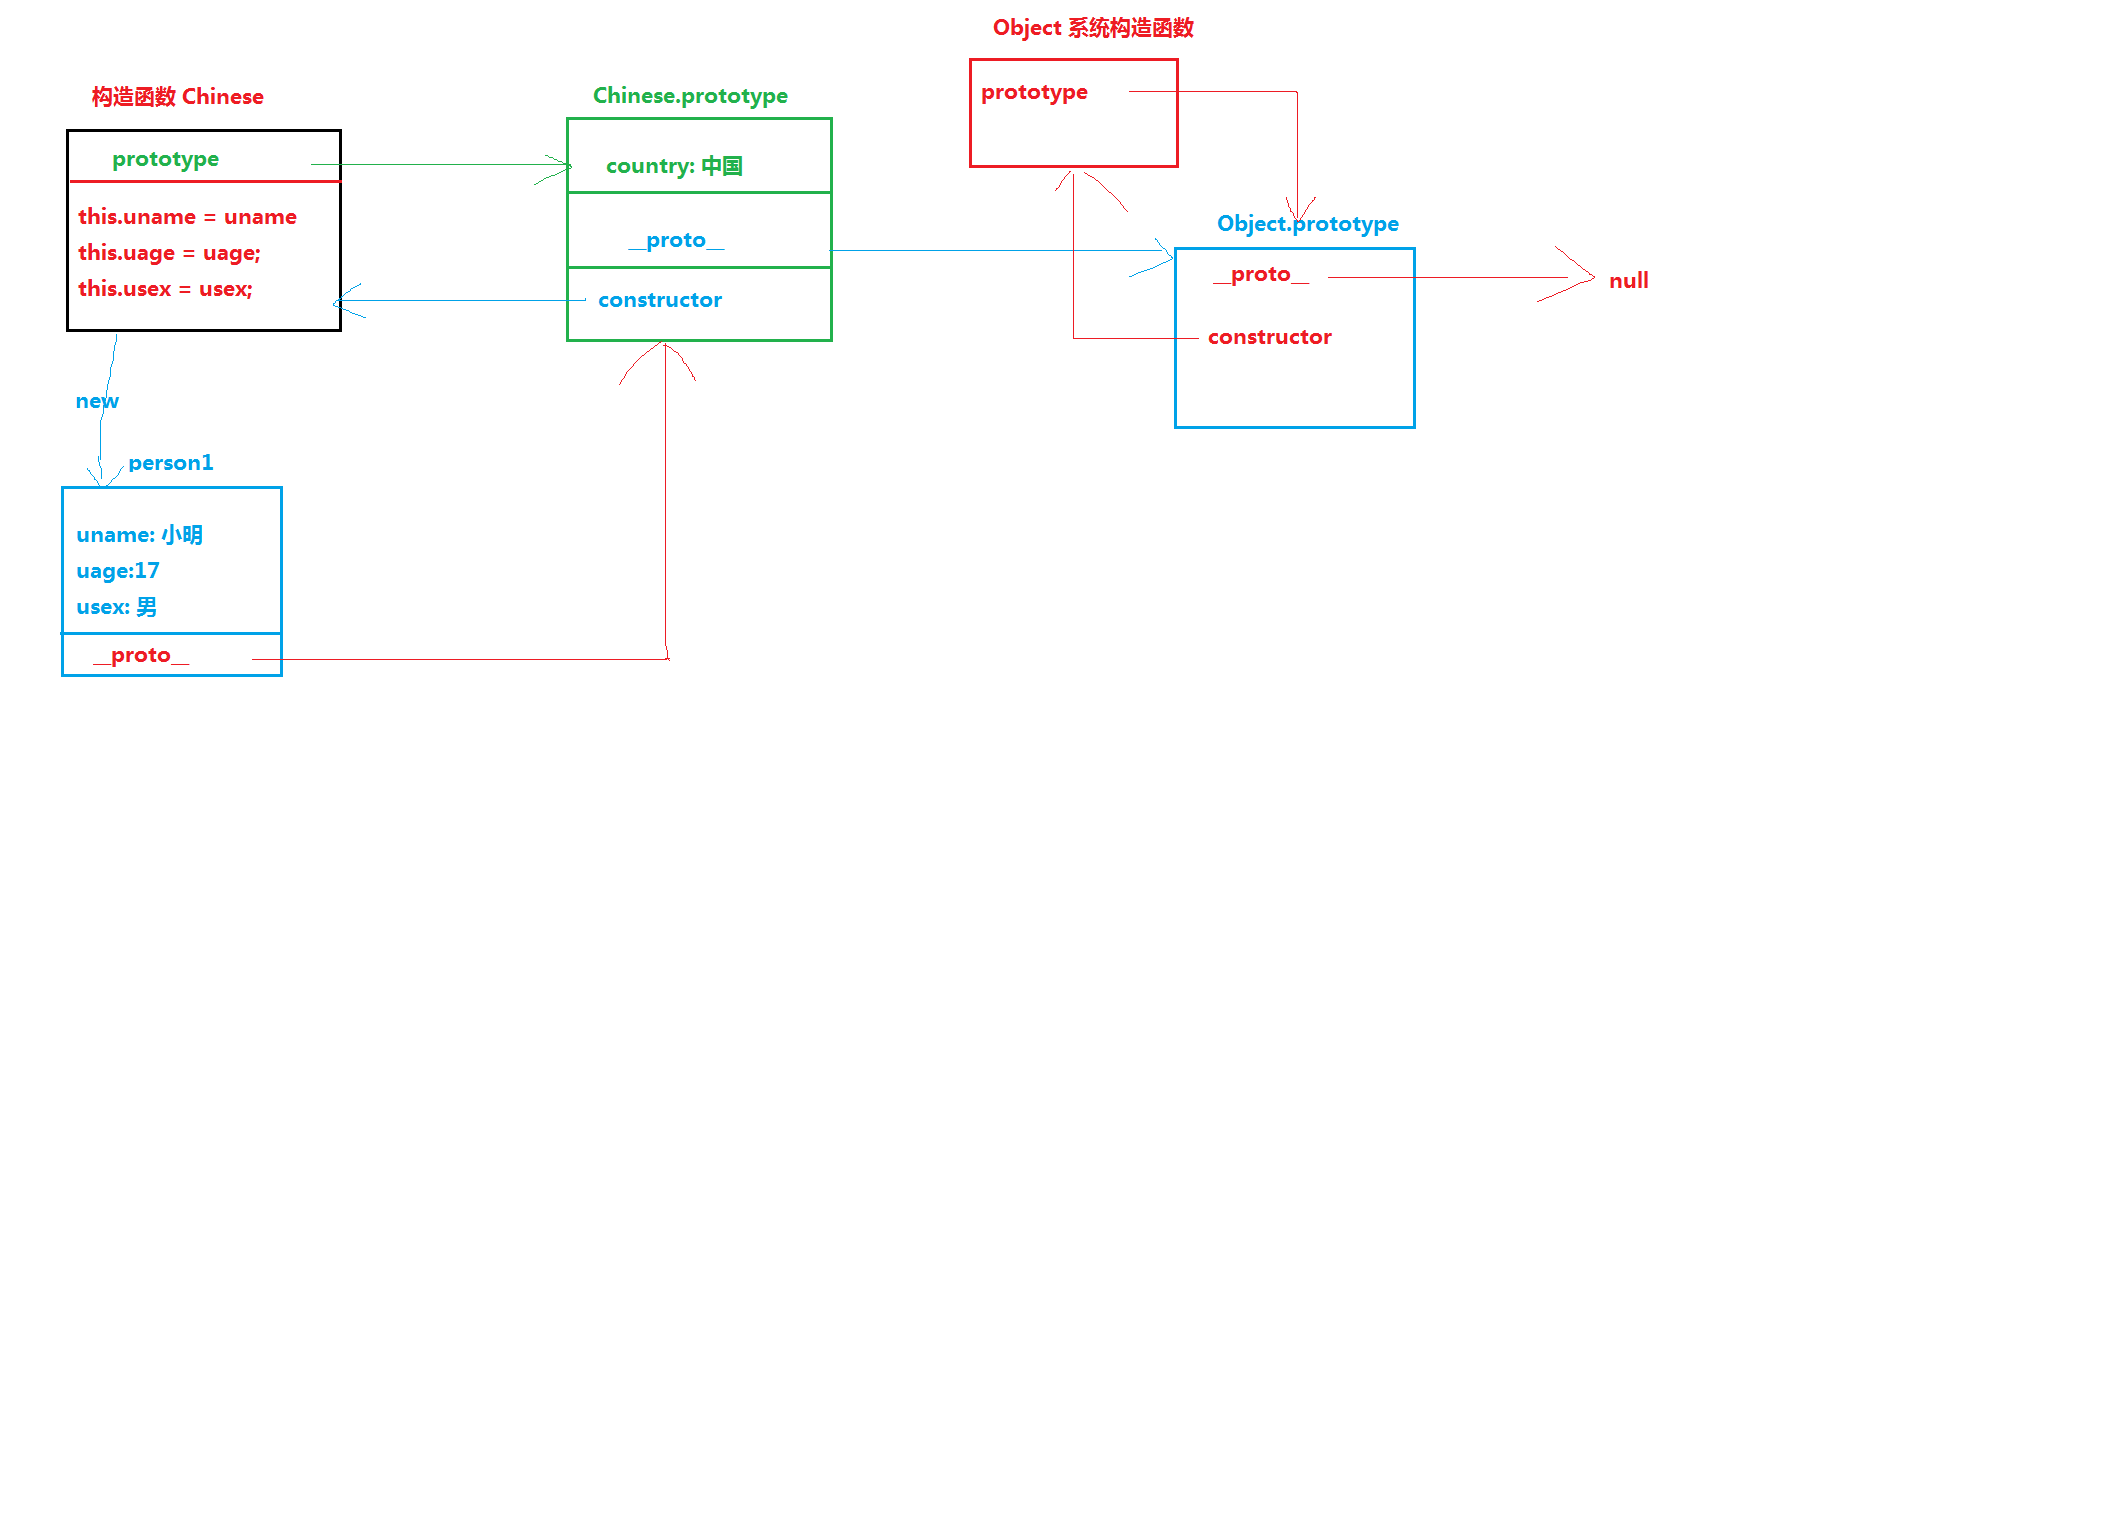 Object 系统构造函数
构造函数 Chinese
Chinese.prototype
prototype
prototype
country: 中国
this.uname = uname
this.uage = uage;
this.usex = usex;
__proto__
constructor
Object.prototype
__proto__
null
constructor
new
person1
uname: 小明
uage:17
usex: 男
__proto__